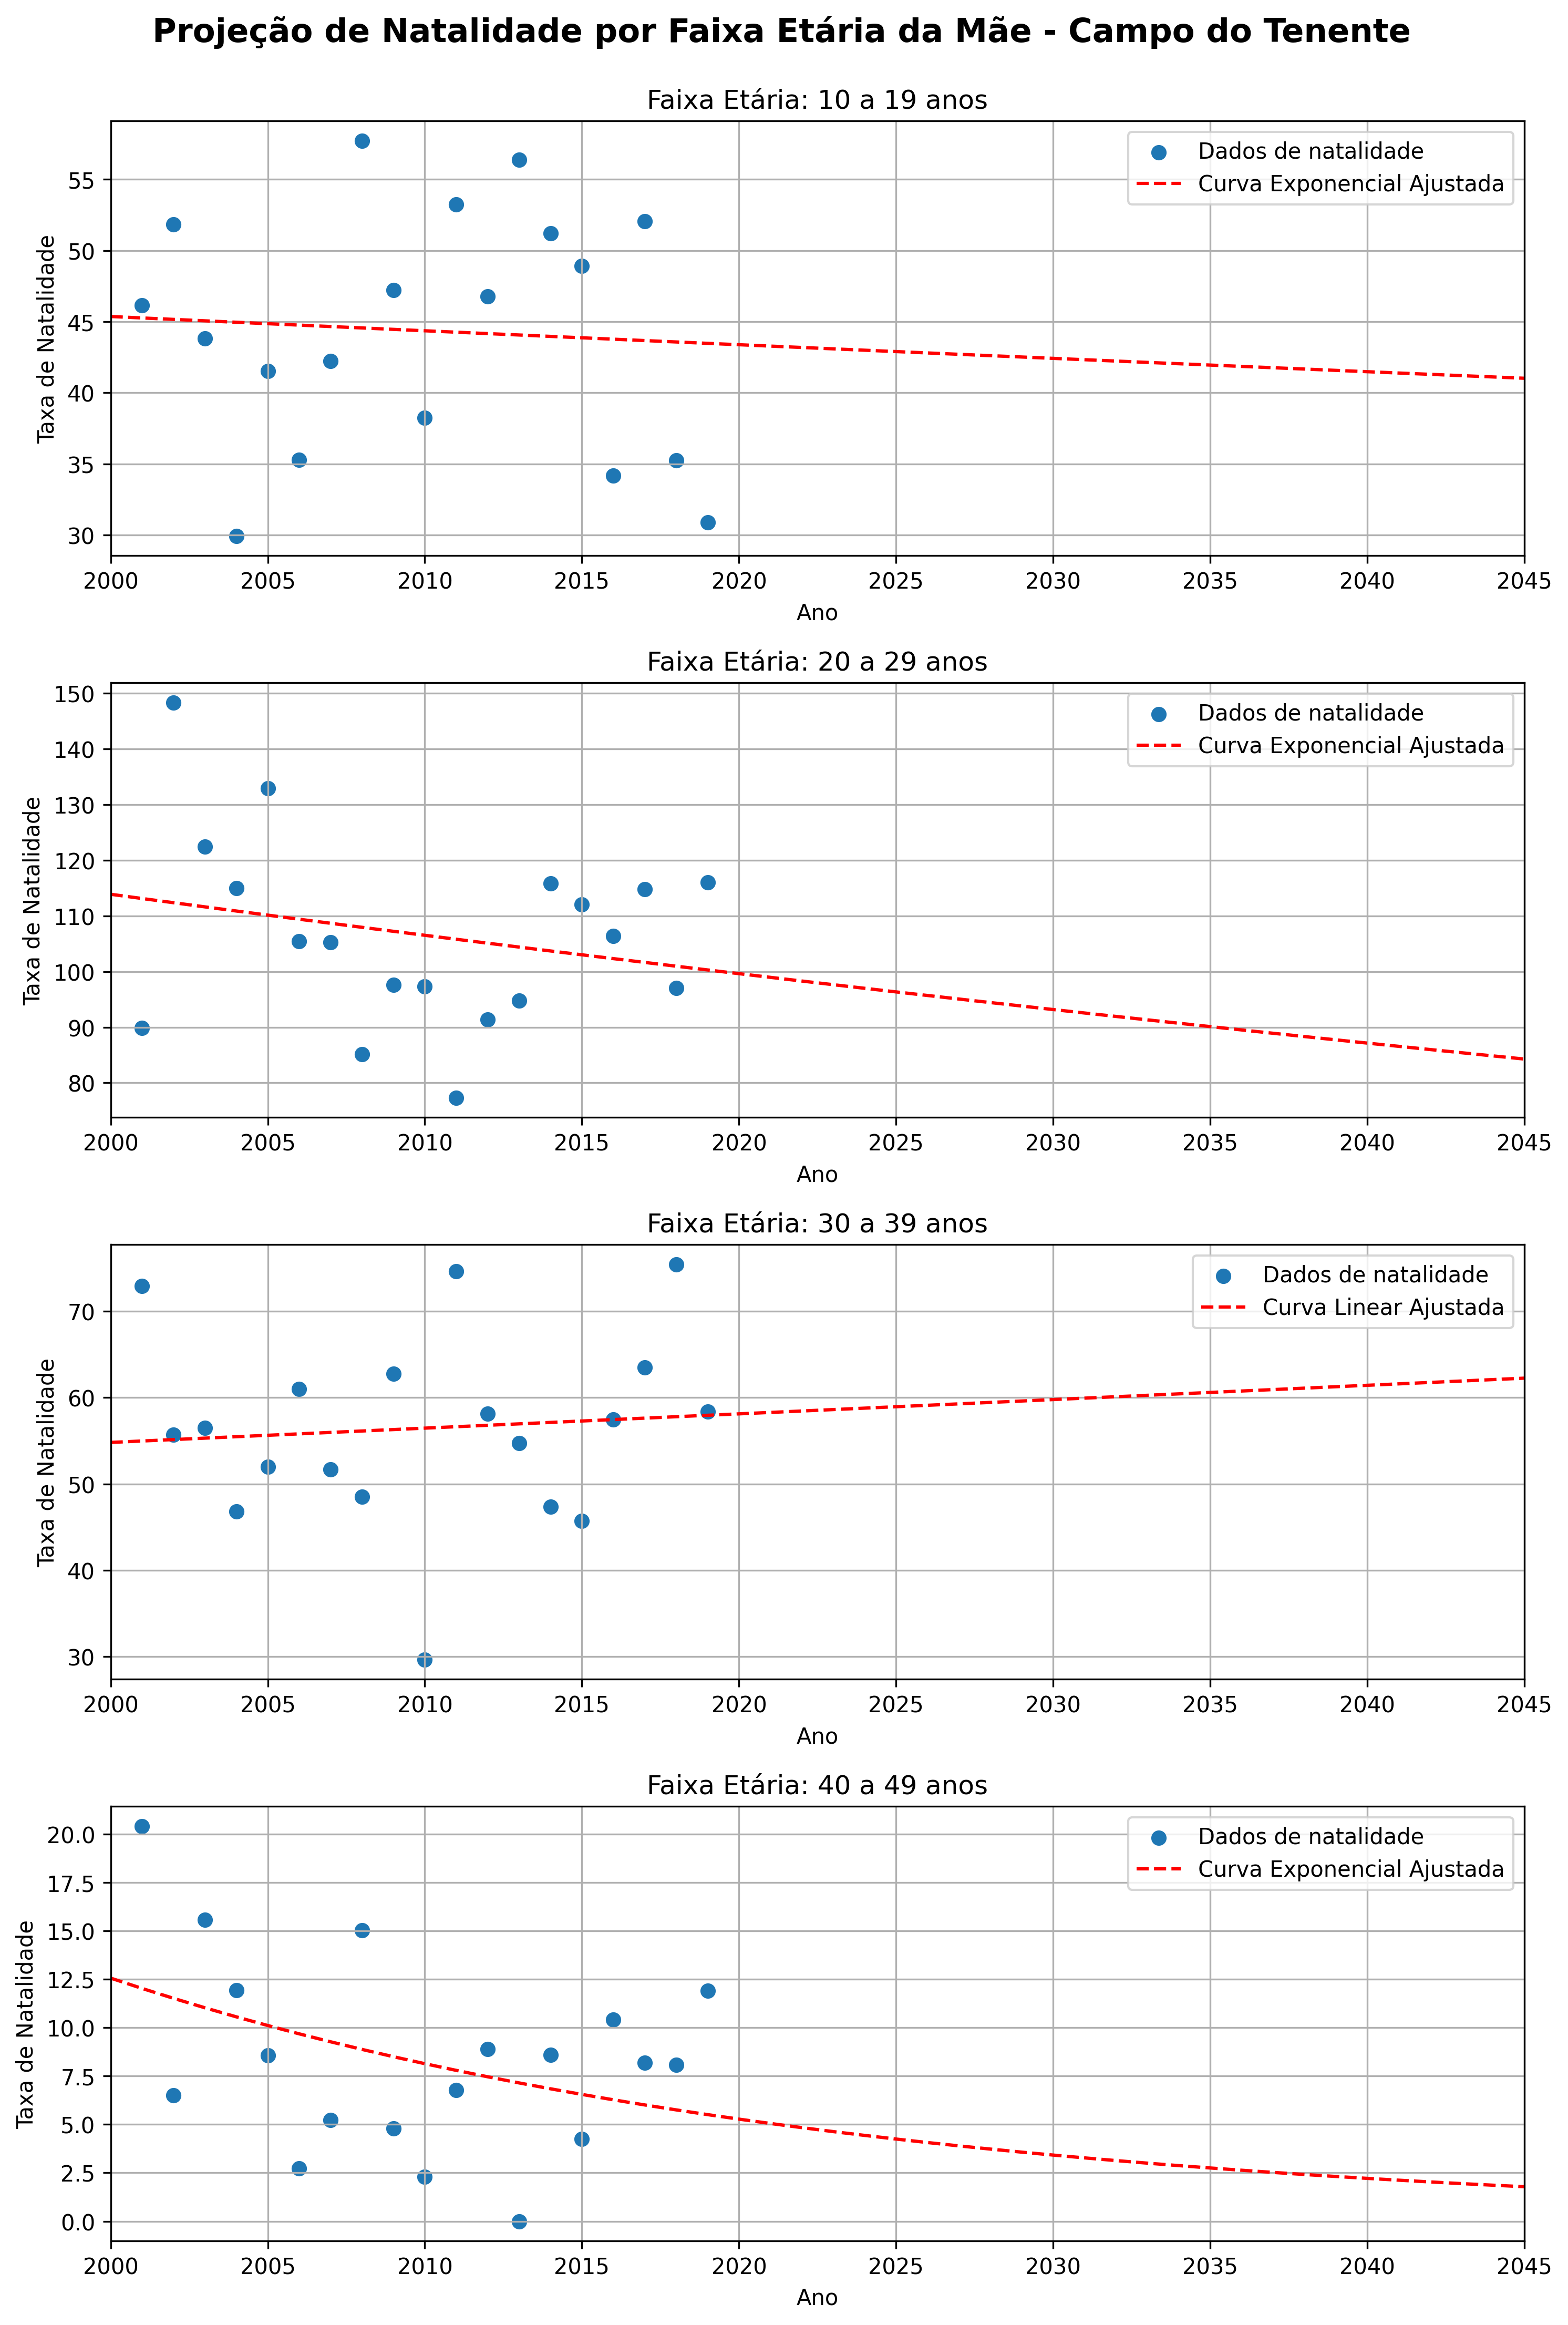 Projeção de Natalidade por Faixa Etária da Mãe - Campo do Tenente
Faixa Etária: 10 a 19 anos
Dados de natalidade
Curva Exponencial Ajustada
Taxa de Natalidade
55
50
45
40
35
30
2000 2005 2010 2015 2020 2025 2030 2035 2040 2045
Ano
Faixa Etária: 20 a 29 anos
Dados de natalidade
Curva Exponencial Ajustada
Taxa de Natalidade
150
140
130
120
110
100
90
80
2000 2005 2010 2015 2020 2025 2030 2035 2040 2045
Ano
Faixa Etária: 30 a 39 anos
Dados de natalidade
Curva Linear Ajustada
Taxa de Natalidade
70
60
50
40
30
2000 2005 2010 2015 2020 2025 2030 2035 2040 2045
Ano
Faixa Etária: 40 a 49 anos
Dados de natalidade
Curva Exponencial Ajustada
Taxa de Natalidade
20.0
17.5
15.0
12.5
10.0
7.5
5.0
2.5
0.0
2000 2005 2010 2015 2020 2025 2030 2035 2040 2045
Ano